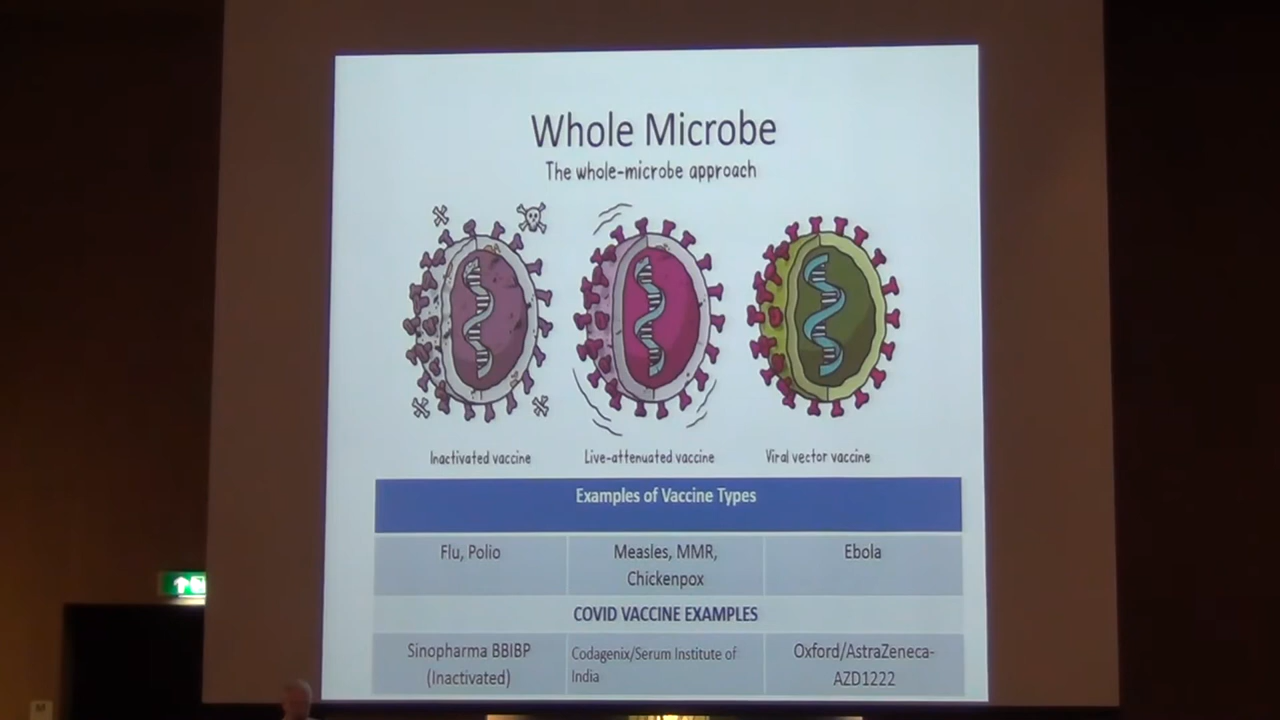 Whole Microbe
The whole-microbe approach
Inactivated vaccine
Live-attenuated vaccine
Viral vector vaccine
Examples of Vaccine Types
Flu, Polio
Measles, MMR,
Chickenpox
Ebola
COVID VACCINE EXAMPLES
Sinopharma BBIBP
(Inactivated)
Codagenix/Serum Institute of
India
Oxford/AstraZeneca-
AZD1222